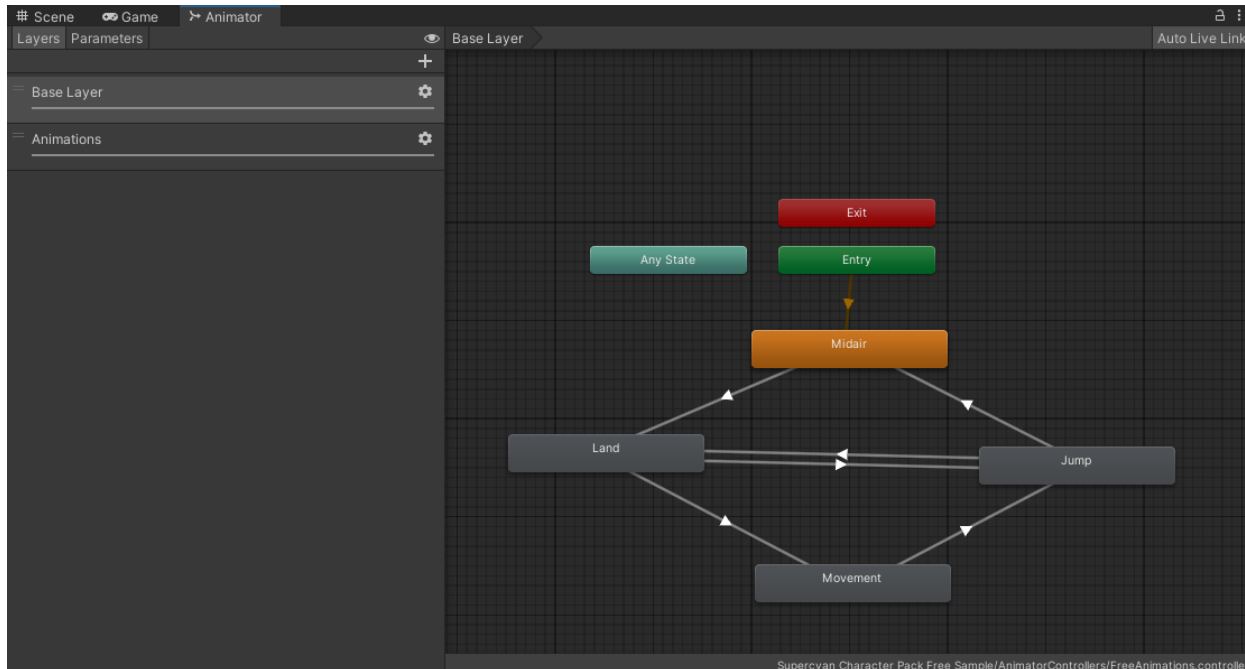 Scene Game Animator
Layers Parameters
Base Layer
Auto Live Link
Base Layer
Animations
Exit
Any State
Entry
Midair
Land
Jump
Movement
Supercyan Character Pack Free Sample/AnimatorControllers/FreeAnimations.controlle